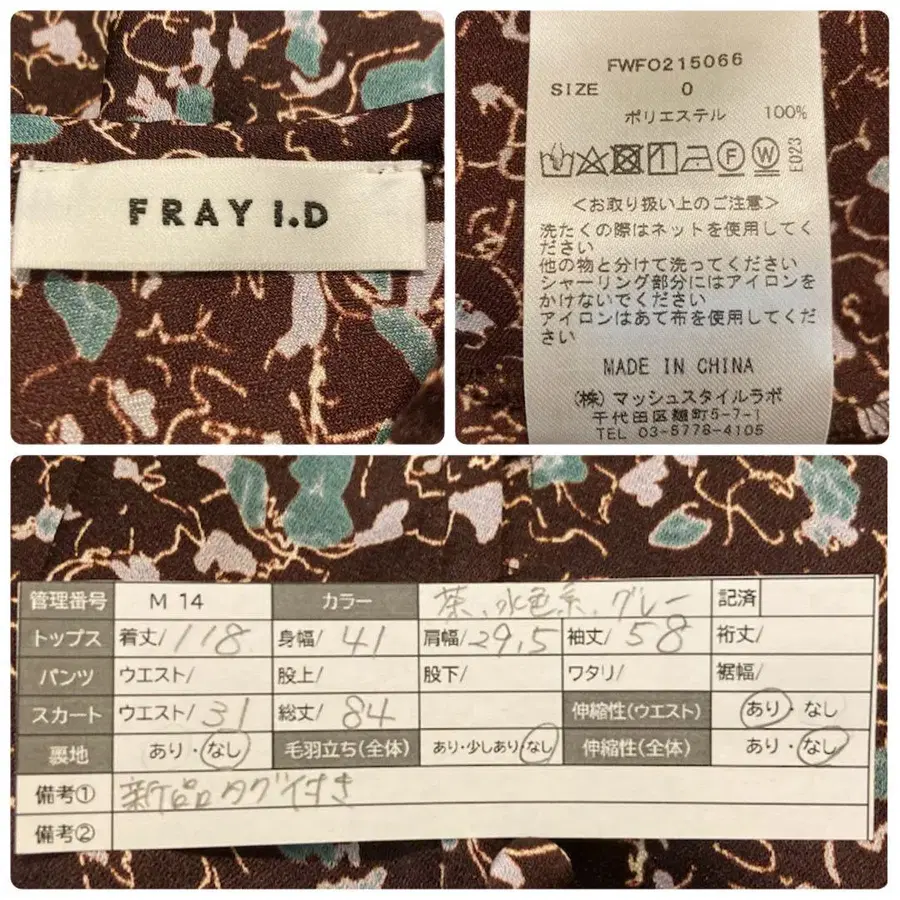 FRAY I.D
FWFO215066
SIZE 0
ポリエステル 100%
E023
＜お取り扱い上のご注意＞
洗たくの際はネットを使用してく
ださい
他の物と分けて洗ってください
シャーリング部分にはアイロンを
かけないでください
アイロンはあて布を使用してくだ
さい
MADE IN CHINA
(株) マッシュスタイルラボ
千代田区麹町5-7-1
TEL 03-5778-4105
管理番号 M 14 カラー 茶、水色系、グレー 記済
トップス 着丈/118 身幅/41 肩幅/29,5 袖丈/58 裄丈/
パンツ ウエスト/ 股上/ 股下/ ワタリ/ 裾幅/
スカート ウエスト/31 総丈/84 伸縮性(ウエスト) あり・なし
裏地 あり・なし 毛羽立ち(全体) あり・少しあり・なし 伸縮性(全体) あり・なし
備考① 新品タグ付き
備考②